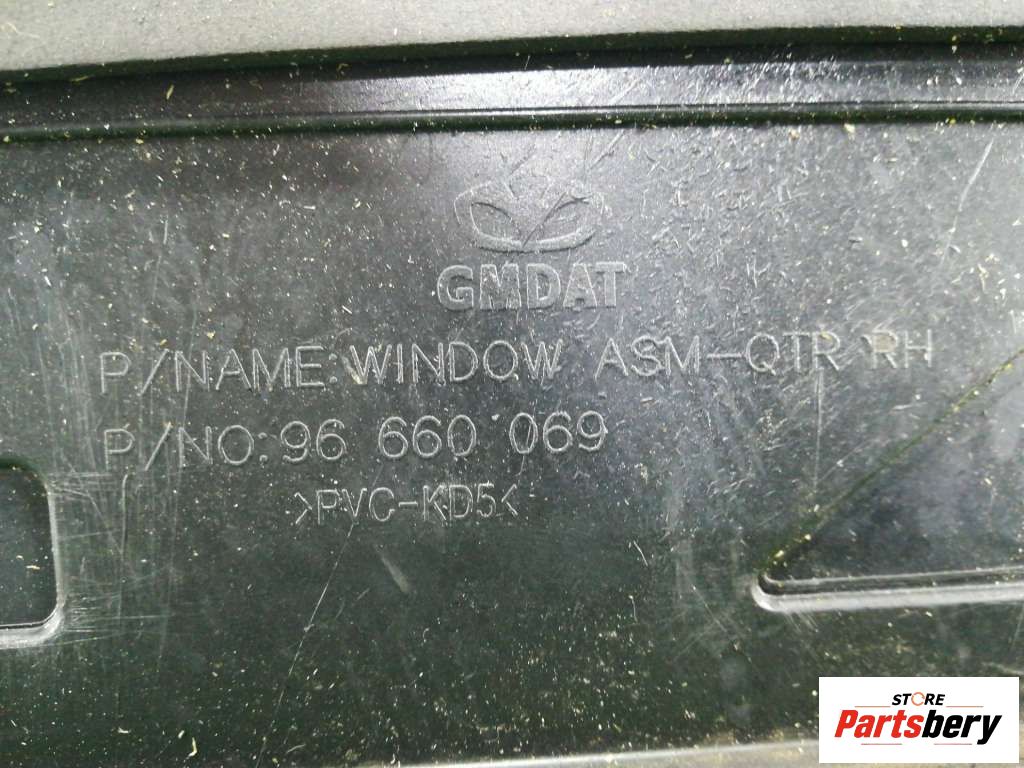 GMDAT
P/NAME:WINDOW ASM-QTR RH
P/NO:96 660 069
>PVC-KD5<
STORE
Partsbery